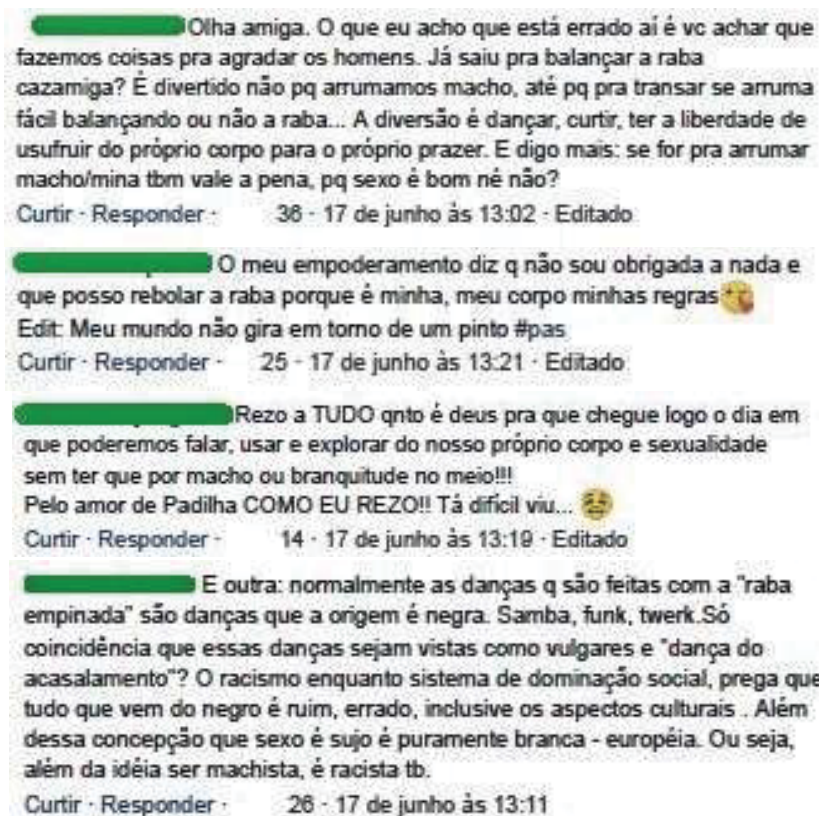 Olha amiga. O que eu acho que está errado aí é vc achar que
fazemos coisas pra agradar os homens. Já saiu pra balançar a raba
cazamiga? É divertido não pq arrumamos macho, até pq pra transar se arruma
fácil balançando ou não a raba... A diversão é dançar, curtir, ter a liberdade de
usufruir do próprio corpo para o próprio prazer. E digo mais: se for pra arrumar
macho/mina tbm vale a pena, pq sexo é bom né não?
Curtir · Responder · 36 · 17 de junho às 13:02 · Editado
O meu empoderamento diz q não sou obrigada a nada e
que posso rebolar a raba porque é minha, meu corpo minhas regras😘
Edit: Meu mundo não gira em torno de um pinto #pas
Curtir · Responder · 25 · 17 de junho às 13:21 · Editado
Rezo a TUDO qnto é deus pra que chegue logo o dia em
que poderemos falar, usar e explorar do nosso próprio corpo e sexualidade
sem ter que por macho ou branquitude no meio!!!
Pelo amor de Padilha COMO EU REZO!! Tá difícil viu...
Curtir · Responder · 14 · 17 de junho às 13:19 · Editado
E outra: normalmente as danças q são feitas com a "raba
empinada" são danças que a origem é negra. Samba, funk, twerk.Só
coincidência que essas danças sejam vistas como vulgares e "dança do
acasalamento"? O racismo enquanto sistema de dominação social, prega que
tudo que vem do negro é ruim, errado, inclusive os aspectos culturais . Além
dessa concepção que sexo é sujo é puramente branca - européia. Ou seja,
além da idéia ser machista, é racista tb.
Curtir · Responder · 26 · 17 de junho às 13:11